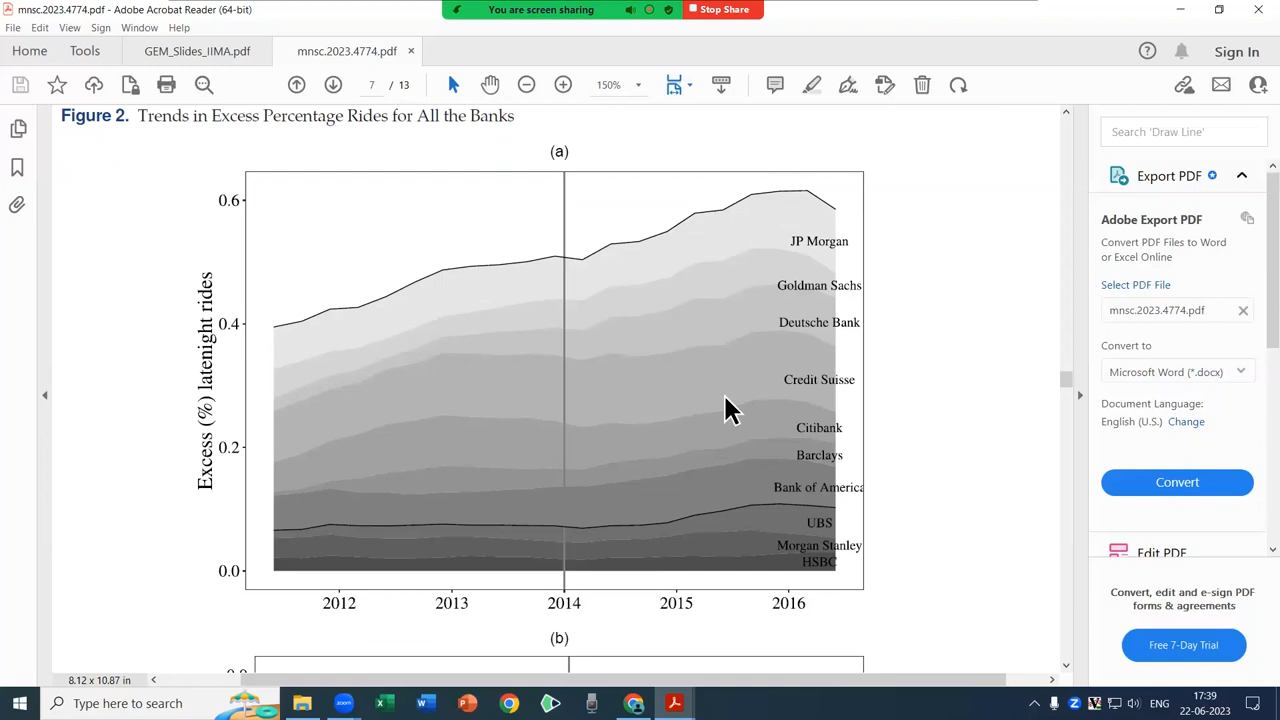 mnsc.2023.4774.pdf - Adobe Acrobat Reader (64-bit)
You are screen sharing
Stop Share
File Edit View Sign Window Help
Home Tools GEM_Slides_IIMA.pdf mnsc.2023.4774.pdf × Sign In
7 / 13 150%
Figure 2. Trends in Excess Percentage Rides for All the Banks
(a)
Excess (%) latenight rides
0.6
0.4
0.2
0.0
JP Morgan
Goldman Sachs
Deutsche Bank
Credit Suisse
Citibank
Barclays
Bank of America
UBS
Morgan Stanley
HSBC
2012 2013 2014 2015 2016
(b)
8.12 x 10.87 in
Search 'Draw Line'
Export PDF
Adobe Export PDF
Convert PDF Files to Word
or Excel Online
Select PDF File
mnsc.2023.4774.pdf
Convert to
Microsoft Word (*.docx)
Document Language:
English (U.S.) Change
Convert
Edit PDF
Convert, edit and e-sign PDF
forms & agreements
Free 7-Day Trial
Type here to search
ENG
17:39
22-06-2023